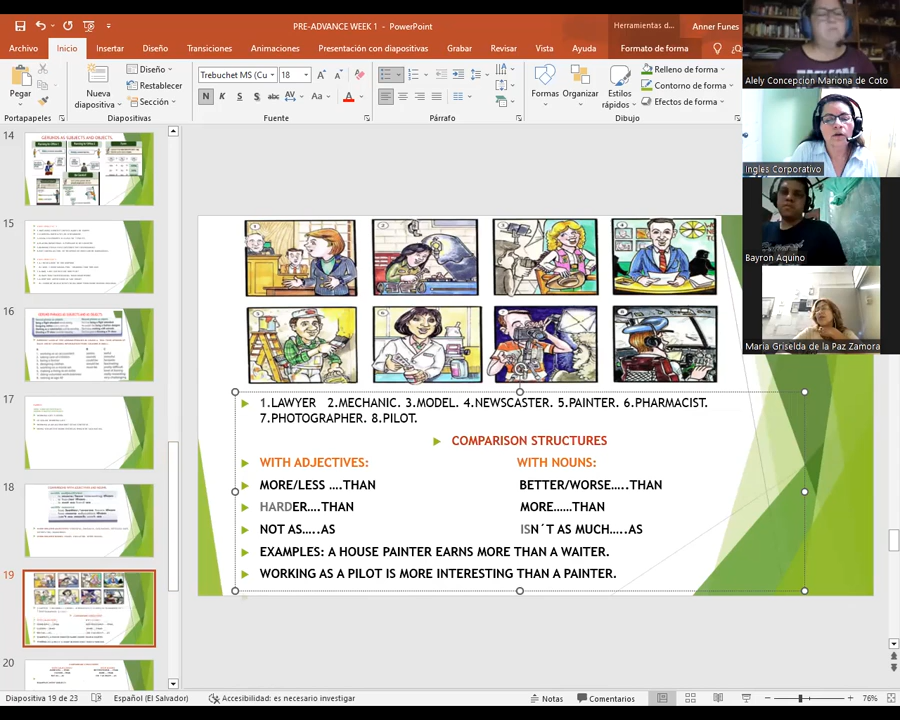 PRE-ADVANCE WEEK 1 - PowerPoint
Herramientas d...
Anner Funes
Archivo
Inicio
Insertar
Diseño
Transiciones
Animaciones
Presentación con diapositivas
Grabar
Revisar
Vista
Ayuda
Formato de forma
Pegar
Portapapeles
Nueva
diapositiva
Diseño
Restablecer
Sección
Diapositivas
Trebuchet MS (Cu
18
N K S S abc AV Aa A
Fuente
Párrafo
Formas
Organizar
Estilos
rápidos
Relleno de forma
Contorno de forma
Efectos de forma
Dibujo
Alely Concepción Mariona de Coto
Ingles Corporativo
Bayron Aquino
Maria Griselda de la Paz Zamora
14
15
16
17
18
19
20
1.LAWYER 2.MECHANIC. 3.MODEL. 4.NEWSCASTER. 5.PAINTER. 6.PHARMACIST.
7.PHOTOGRAPHER. 8.PILOT.
COMPARISON STRUCTURES
WITH ADJECTIVES: WITH NOUNS:
MORE/LESS ....THAN BETTER/WORSE.....THAN
HARDER....THAN MORE......THAN
NOT AS.....AS ISN´T AS MUCH.....AS
EXAMPLES: A HOUSE PAINTER EARNS MORE THAN A WAITER.
WORKING AS A PILOT IS MORE INTERESTING THAN A PAINTER.
Diapositiva 19 de 23
Español (El Salvador)
Accesibilidad: es necesario investigar
Notas
Comentarios
76%